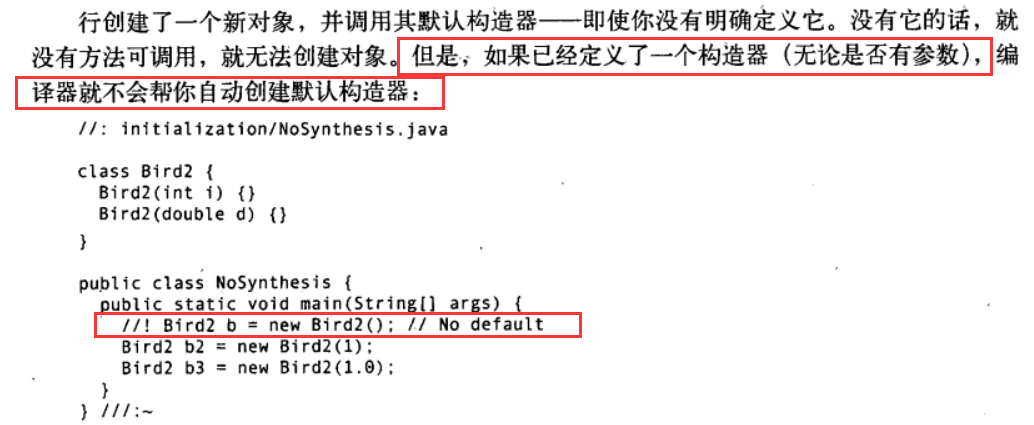 行创建了一个新对象，并调用其默认构造器——即使你没有明确定义它。没有它的话，就
没有方法可调用，就无法创建对象。但是，如果已经定义了一个构造器（无论是否有参数），编
译器就不会帮你自动创建默认构造器：
//: initialization/NoSynthesis.java
class Bird2 {
Bird2(int i) {}
Bird2(double d) {}
}
public class NoSynthesis {
public static void main(String[] args) {
//! Bird2 b = new Bird2(); // No default
Bird2 b2 = new Bird2(1);
Bird2 b3 = new Bird2(1.0);
}
} ///:~